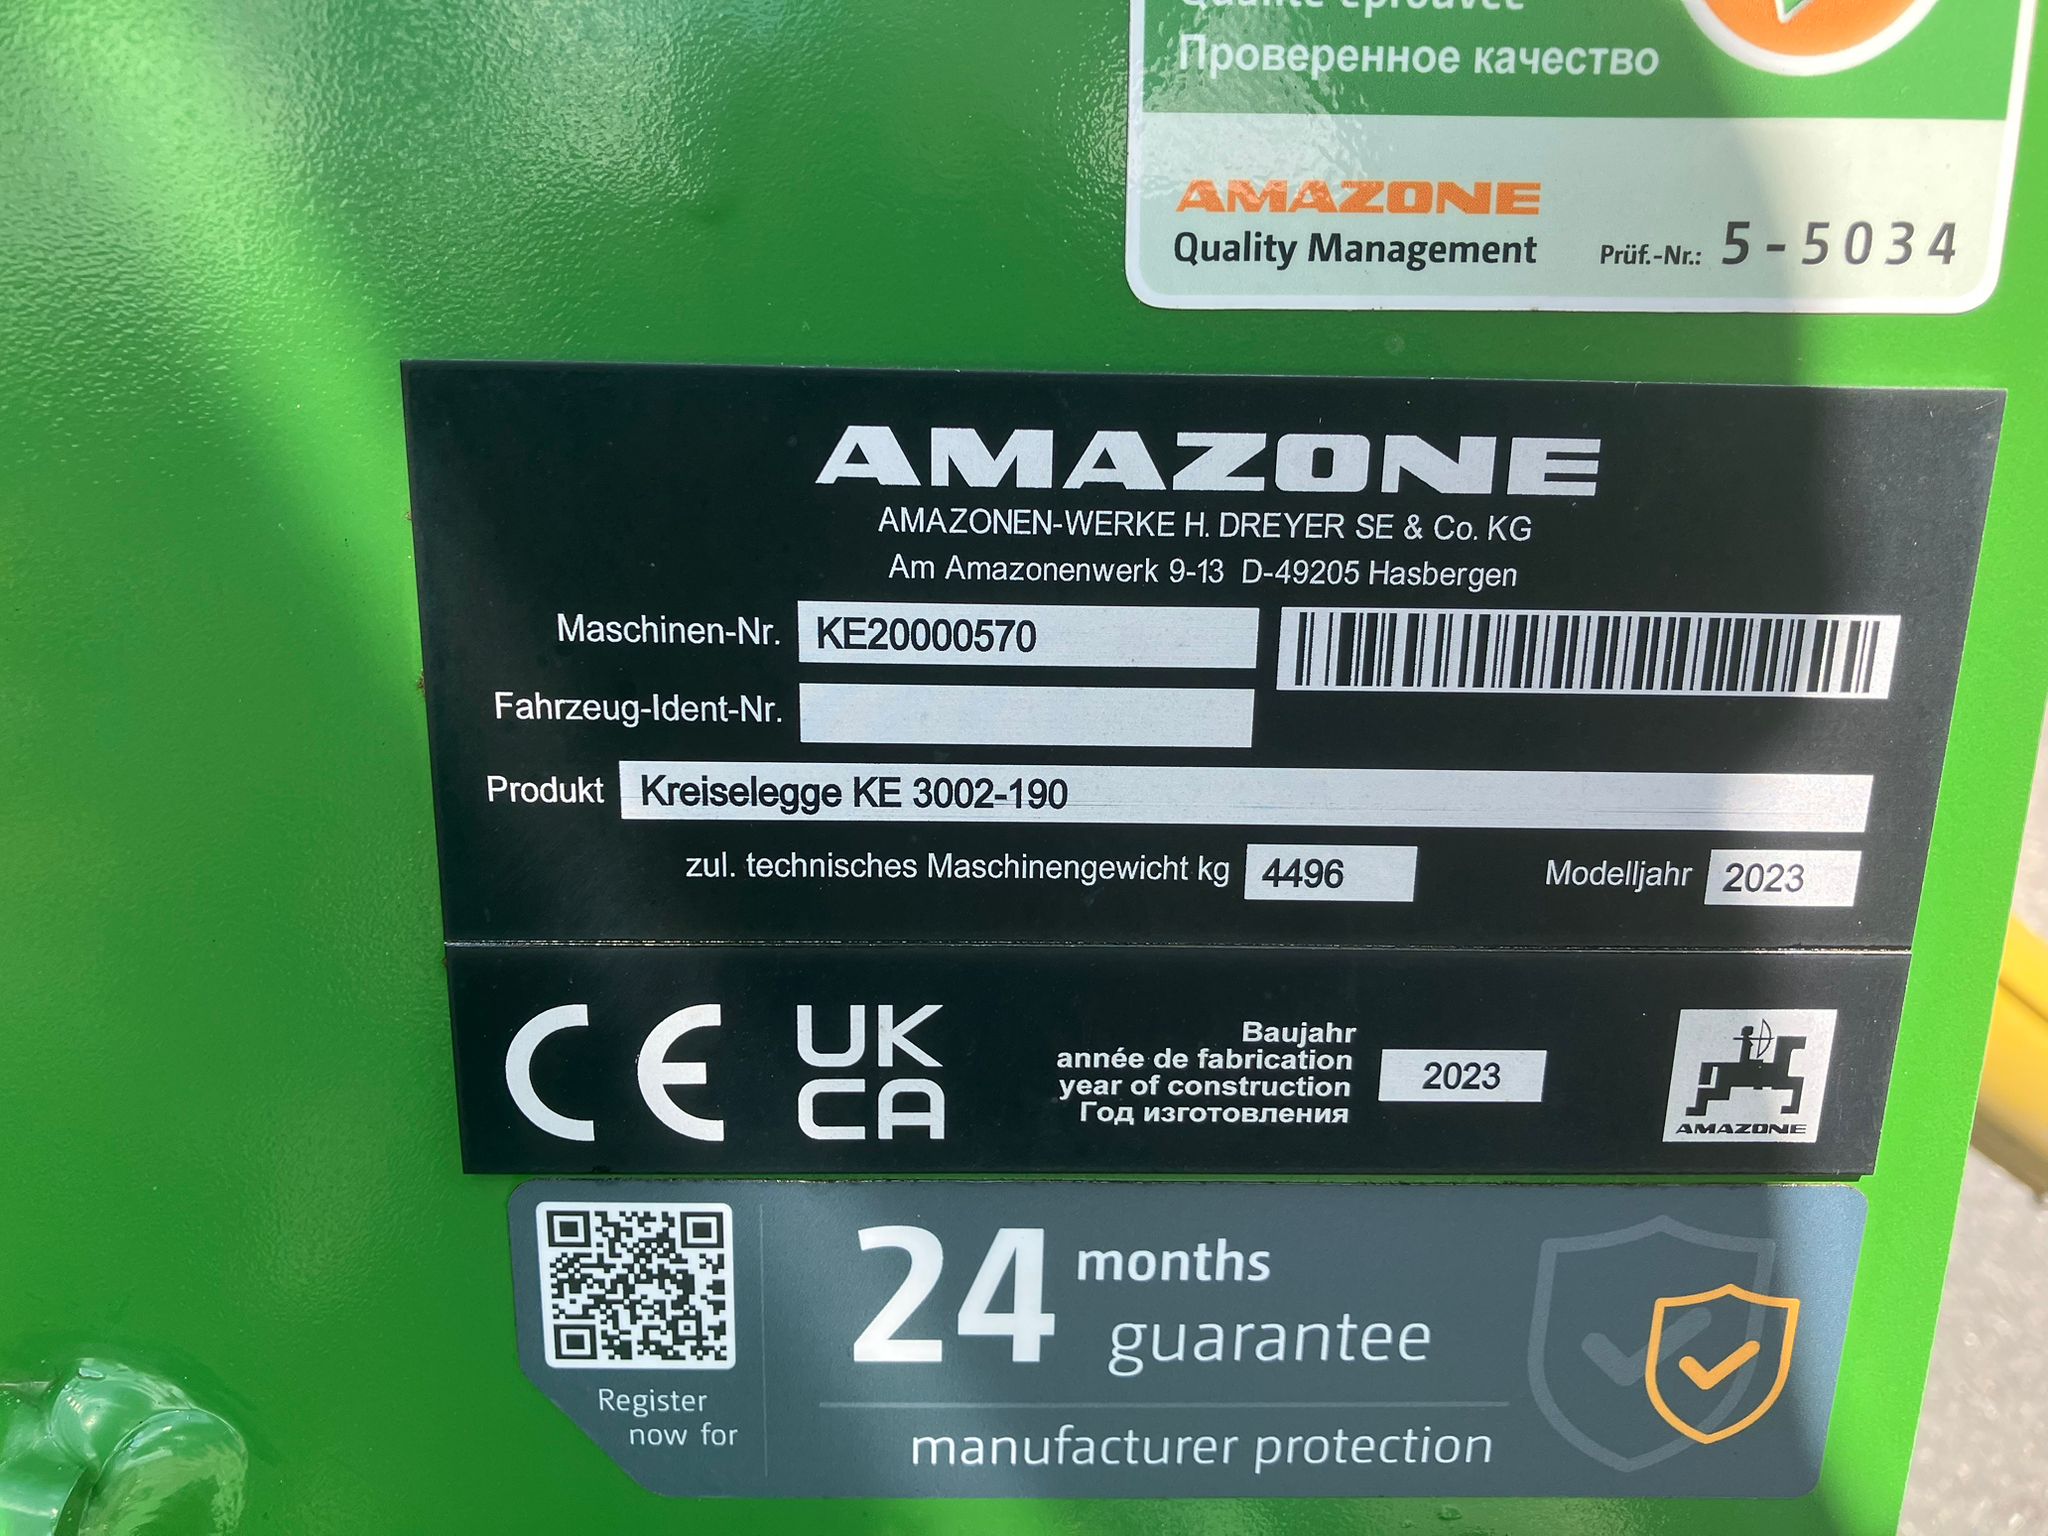 Qualité éprouvée
Проверенное качество
AMAZONE
Quality Management
Prüf.-Nr.: 5-5034
AMAZONE
AMAZONEN-WERKE H. DREYER SE & Co. KG
Am Amazonenwerk 9-13 D-49205 Hasbergen
Maschinen-Nr. KE20000570
Fahrzeug-Ident-Nr.
Produkt Kreiselegge KE 3002-190
zul. technisches Maschinengewicht kg 4496 Modelljahr 2023
CE
UK
CA
Baujahr
année de fabrication
year of construction
Год изготовления
2023
AMAZONE
Register
now for
24 months
guarantee
manufacturer protection